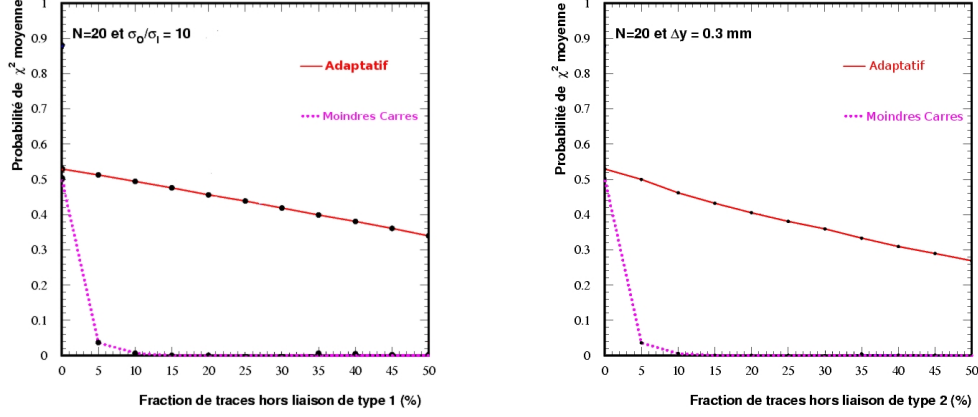 Probabilité de χ² moyenne
1
0.9
0.8
0.7
0.6
0.5
0.4
0.3
0.2
0.1
0
N=20 et σO/σI = 10
Adaptatif
Moindres Carres
0 5 10 15 20 25 30 35 40 45 50
Fraction de traces hors liaison de type 1 (%)
Probabilité de χ² moyenne
1
0.9
0.8
0.7
0.6
0.5
0.4
0.3
0.2
0.1
0
N=20 et Δy = 0.3 mm
Adaptatif
Moindres Carres
0 5 10 15 20 25 30 35 40 45 50
Fraction de traces hors liaison de type 2 (%)